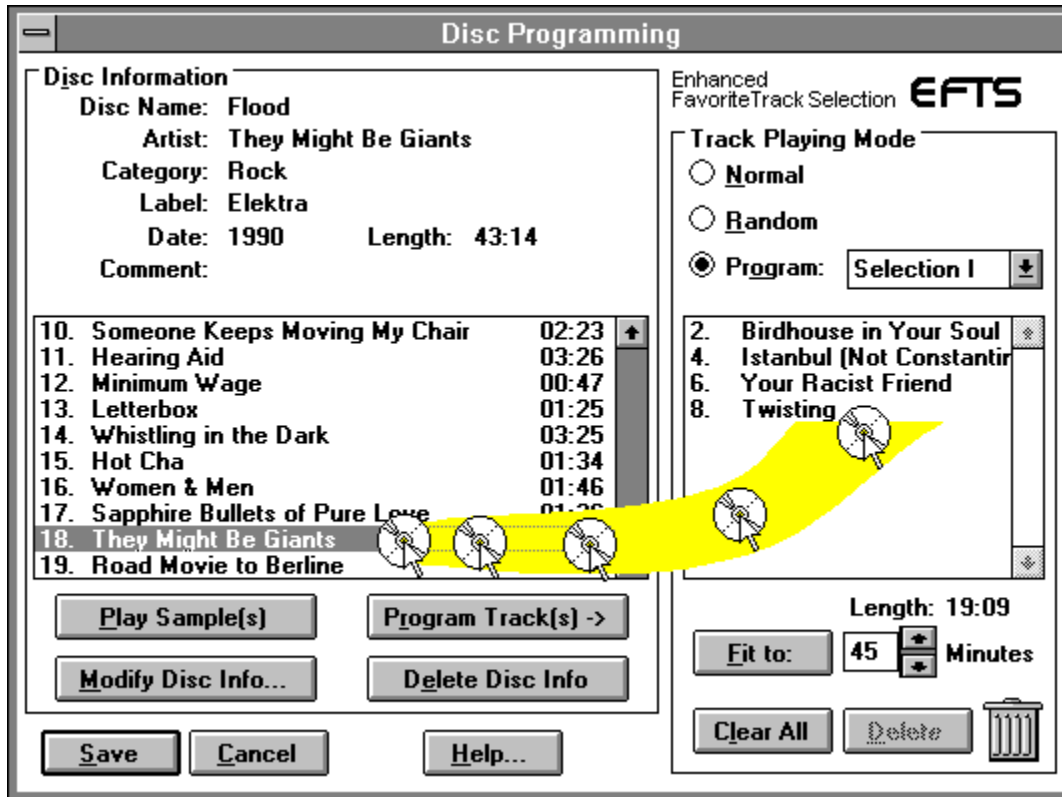 Disc Programming
Disc Information
Disc Name: Flood
Artist: They Might Be Giants
Category: Rock
Label: Elektra
Date: 1990 Length: 43:14
Comment:
10. Someone Keeps Moving My Chair 02:23
11. Hearing Aid 03:26
12. Minimum Wage 00:47
13. Letterbox 01:25
14. Whistling in the Dark 03:25
15. Hot Cha 01:34
16. Women & Men 01:46
17. Sapphire Bullets of Pure Love
18. They Might Be Giants
19. Road Movie to Berline
Play Sample(s) Program Track(s) ->
Modify Disc Info... Delete Disc Info
Save Cancel Help...
Enhanced
FavoriteTrack Selection EFTS
Track Playing Mode
Normal
Random
Program: Selection I
2. Birdhouse in Your Soul
4. Istanbul (Not Constantin
6. Your Racist Friend
8. Twisting
Length: 19:09
Fit to: 45 Minutes
Clear All Delete